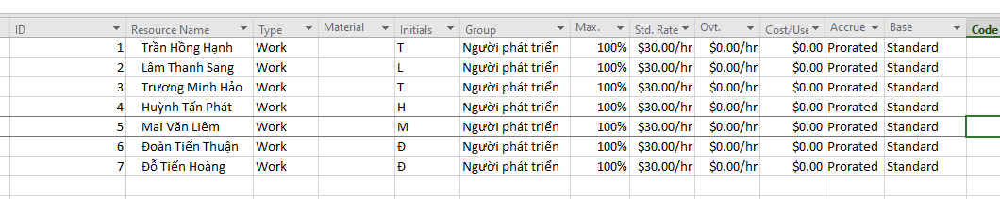 ID Resource Name Type Material Initials Group Max. Std. Rate Ovt. Cost/Use Accrue Base Code
1 Trần Hồng Hạnh Work T Người phát triển 100% $30.00/hr $0.00/hr $0.00 Prorated Standard
2 Lâm Thanh Sang Work L Người phát triển 100% $30.00/hr $0.00/hr $0.00 Prorated Standard
3 Trương Minh Hảo Work T Người phát triển 100% $30.00/hr $0.00/hr $0.00 Prorated Standard
4 Huỳnh Tấn Phát Work H Người phát triển 100% $30.00/hr $0.00/hr $0.00 Prorated Standard
5 Mai Văn Liêm Work M Người phát triển 100% $30.00/hr $0.00/hr $0.00 Prorated Standard
6 Đoàn Tiến Thuận Work Đ Người phát triển 100% $30.00/hr $0.00/hr $0.00 Prorated Standard
7 Đỗ Tiến Hoàng Work Đ Người phát triển 100% $30.00/hr $0.00/hr $0.00 Prorated Standard